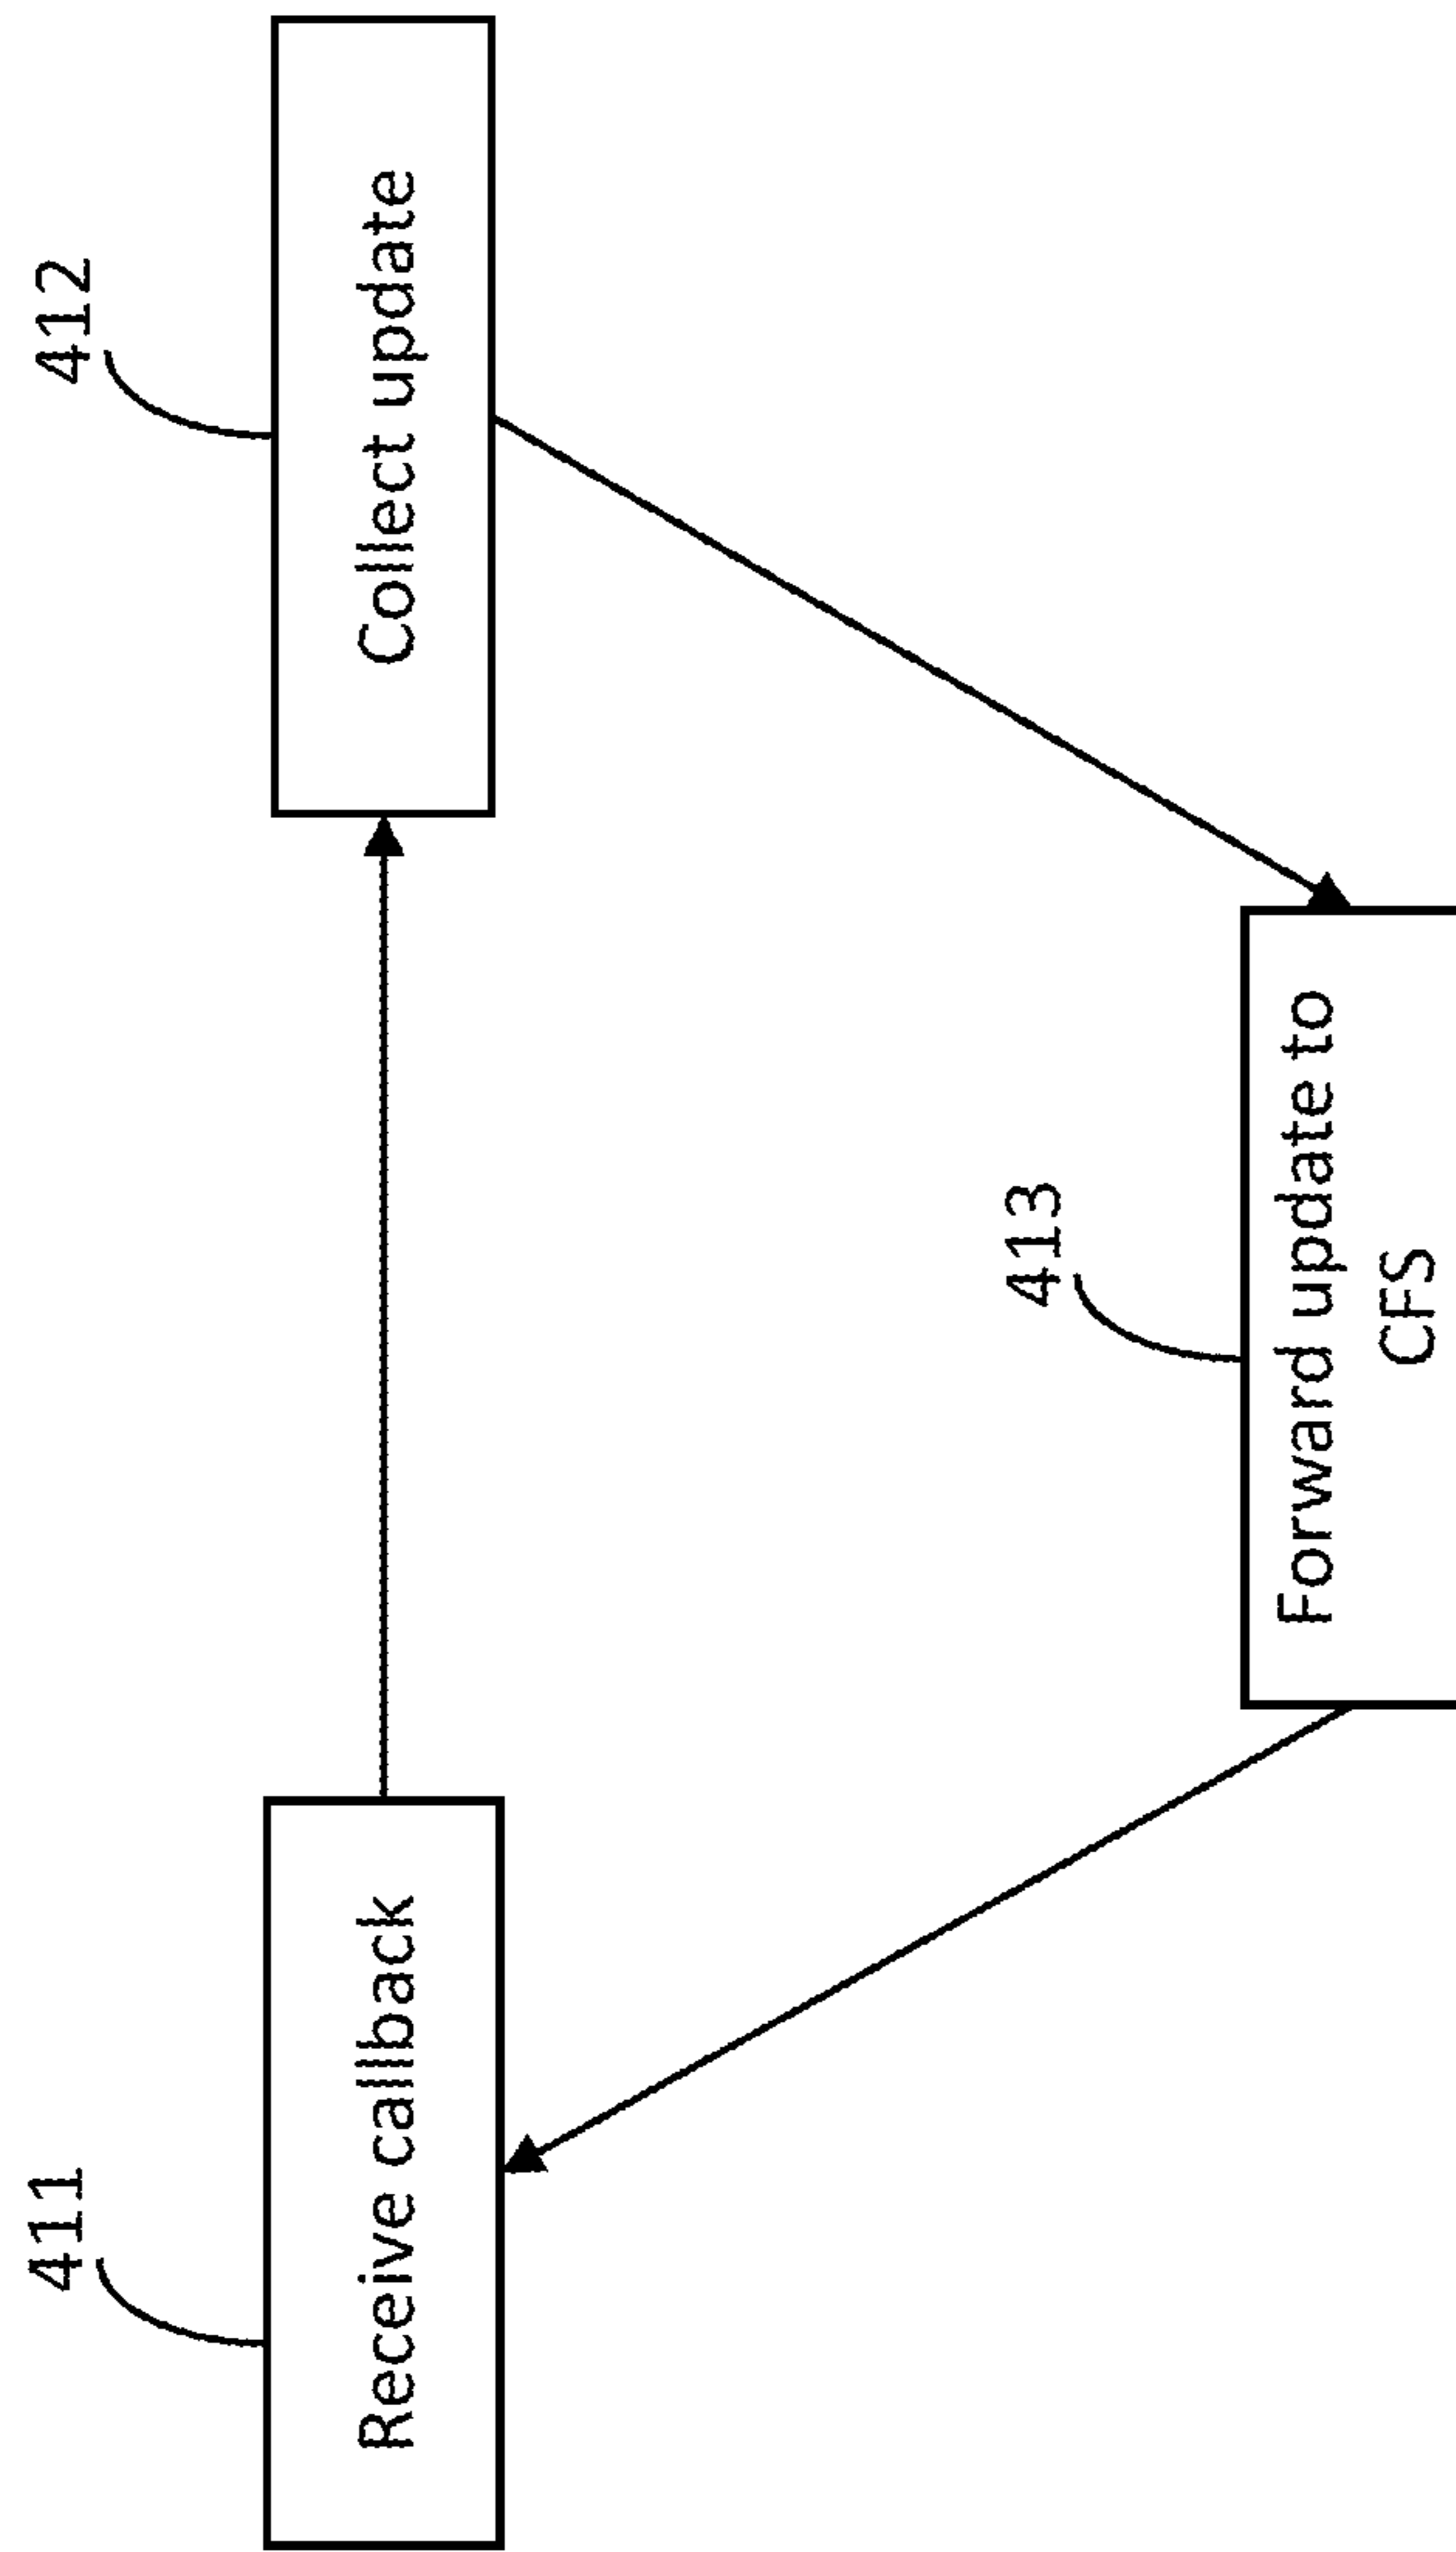 411
Receive callback
412
Collect update
413
Forward update to
CFS